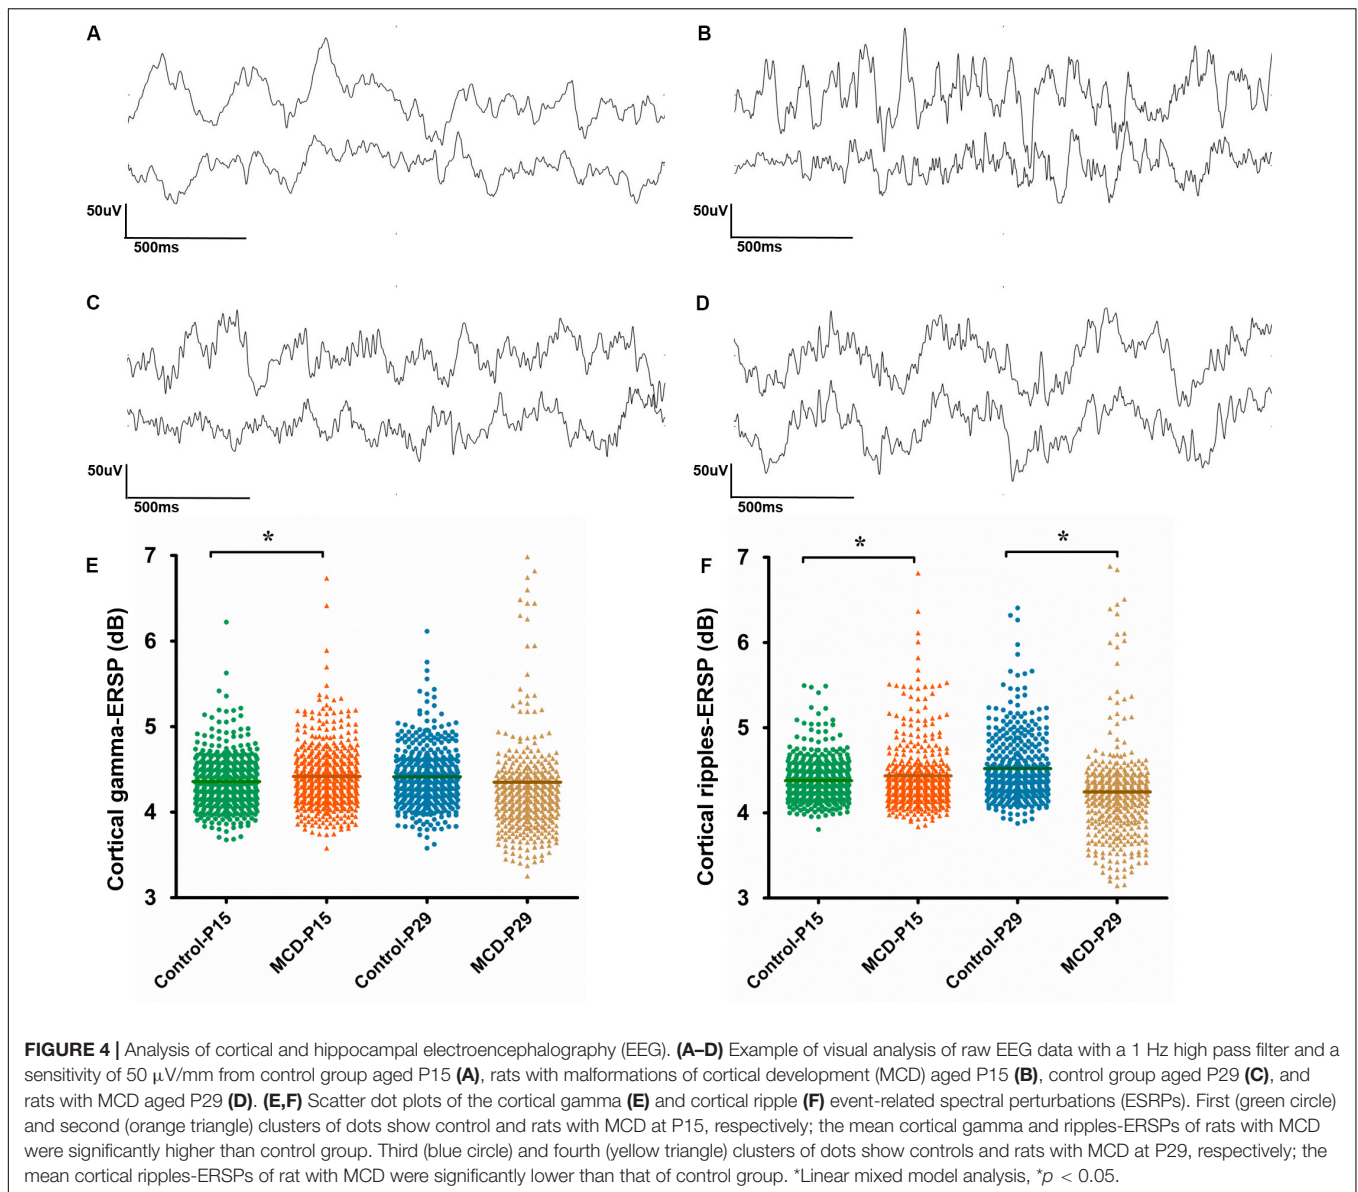 A
B
50uV
500ms
50uV
500ms
C
D
50uV
500ms
50uV
500ms
E
*
7
6
5
4
3
Cortical gamma-ERSP (dB)
Control-P15
MCD-P15
Control-P29
MCD-P29
F
*
*
7
6
5
4
3
Cortical ripples-ERSP (dB)
Control-P15
MCD-P15
Control-P29
MCD-P29
FIGURE 4 | Analysis of cortical and hippocampal electroencephalography (EEG). (A–D) Example of visual analysis of raw EEG data with a 1 Hz high pass filter and a
sensitivity of 50 μV/mm from control group aged P15 (A), rats with malformations of cortical development (MCD) aged P15 (B), control group aged P29 (C), and
rats with MCD aged P29 (D). (E,F) Scatter dot plots of the cortical gamma (E) and cortical ripple (F) event-related spectral perturbations (ESRPs). First (green circle)
and second (orange triangle) clusters of dots show control and rats with MCD at P15, respectively; the mean cortical gamma and ripples-ERSPs of rats with MCD
were significantly higher than control group. Third (blue circle) and fourth (yellow triangle) clusters of dots show controls and rats with MCD at P29, respectively; the
mean cortical ripples-ERSPs of rat with MCD were significantly lower than that of control group. *Linear mixed model analysis, *p < 0.05.